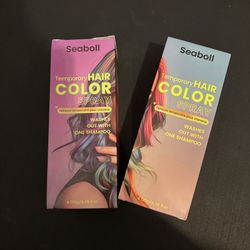 Seaboll
Temporary HAIR
COLOR
SPRAY
WASHES
OUT WITH
ONE SHAMPOO
Seaboll
Temporary HAIR
COLOR
SPRAY
WASHES
OUT WITH
ONE SHAMPOO